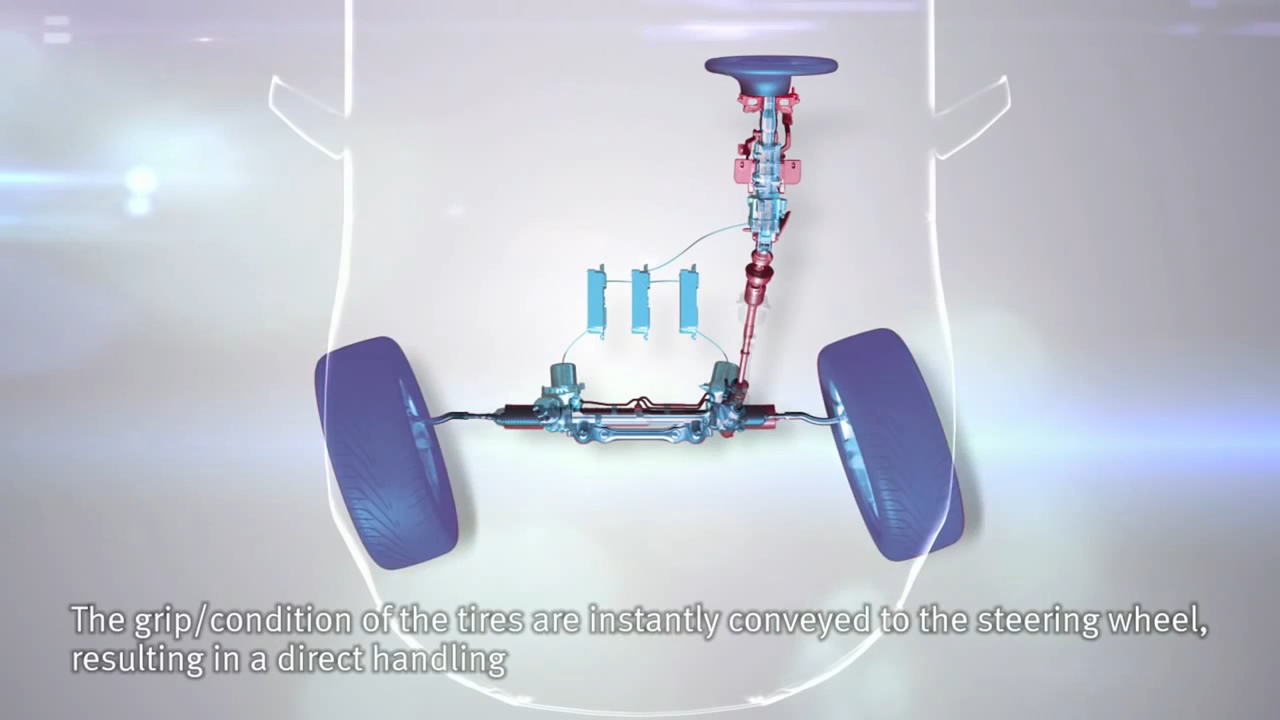 The grip/condition of the tires are instantly conveyed to the steering wheel,
resulting in a direct handling